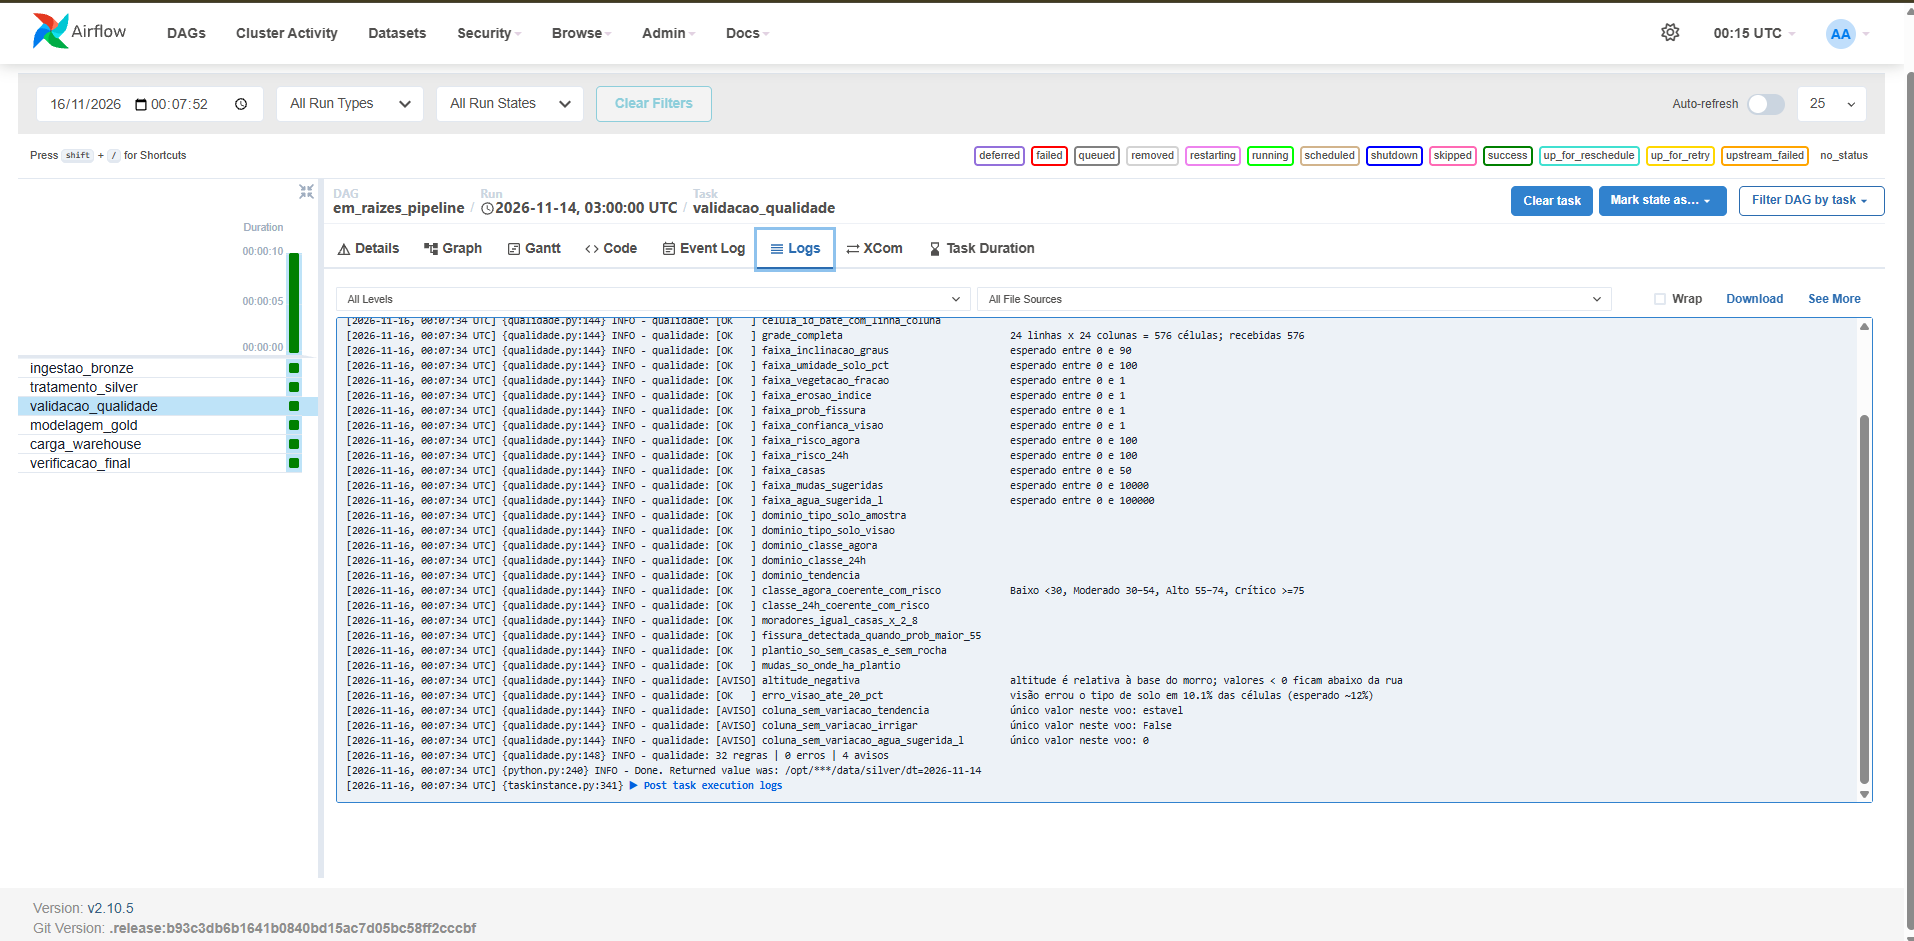 Airflow DAGs Cluster Activity Datasets Security Browse Admin Docs 00:15 UTC AA
16/11/2026 00:07:52 All Run Types All Run States Clear Filters Auto-refresh 25
Press shift + / for Shortcuts deferred failed queued removed restarting running scheduled shutdown skipped success up_for_reschedule up_for_retry upstream_failed no_status
Duration
00:00:10
00:00:05
00:00:00
ingestao_bronze
tratamento_silver
validacao_qualidade
modelagem_gold
carga_warehouse
verificacao_final
DAG Run Task
em_raizes_pipeline / 2026-11-14, 03:00:00 UTC / validacao_qualidade
Clear task Mark state as... Filter DAG by task
Details Graph Gantt Code Event Log Logs XCom Task Duration
All Levels All File Sources Wrap Download See More
[2026-11-16, 00:07:34 UTC] {qualidade.py:144} INFO - qualidade: [OK   ] celula_id_bate_com_linha_coluna
[2026-11-16, 00:07:34 UTC] {qualidade.py:144} INFO - qualidade: [OK   ] grade_completa 24 linhas x 24 colunas = 576 células; recebidas 576
[2026-11-16, 00:07:34 UTC] {qualidade.py:144} INFO - qualidade: [OK   ] faixa_inclinacao_graus esperado entre 0 e 90
[2026-11-16, 00:07:34 UTC] {qualidade.py:144} INFO - qualidade: [OK   ] faixa_umidade_solo_pct esperado entre 0 e 100
[2026-11-16, 00:07:34 UTC] {qualidade.py:144} INFO - qualidade: [OK   ] faixa_vegetacao_fracao esperado entre 0 e 1
[2026-11-16, 00:07:34 UTC] {qualidade.py:144} INFO - qualidade: [OK   ] faixa_erosao_indice esperado entre 0 e 1
[2026-11-16, 00:07:34 UTC] {qualidade.py:144} INFO - qualidade: [OK   ] faixa_prob_fissura esperado entre 0 e 1
[2026-11-16, 00:07:34 UTC] {qualidade.py:144} INFO - qualidade: [OK   ] faixa_confianca_visao esperado entre 0 e 1
[2026-11-16, 00:07:34 UTC] {qualidade.py:144} INFO - qualidade: [OK   ] faixa_risco_agora esperado entre 0 e 100
[2026-11-16, 00:07:34 UTC] {qualidade.py:144} INFO - qualidade: [OK   ] faixa_risco_24h esperado entre 0 e 100
[2026-11-16, 00:07:34 UTC] {qualidade.py:144} INFO - qualidade: [OK   ] faixa_casas esperado entre 0 e 50
[2026-11-16, 00:07:34 UTC] {qualidade.py:144} INFO - qualidade: [OK   ] faixa_mudas_sugeridas esperado entre 0 e 10000
[2026-11-16, 00:07:34 UTC] {qualidade.py:144} INFO - qualidade: [OK   ] faixa_agua_sugerida_l esperado entre 0 e 100000
[2026-11-16, 00:07:34 UTC] {qualidade.py:144} INFO - qualidade: [OK   ] dominio_tipo_solo_amostra
[2026-11-16, 00:07:34 UTC] {qualidade.py:144} INFO - qualidade: [OK   ] dominio_tipo_solo_visao
[2026-11-16, 00:07:34 UTC] {qualidade.py:144} INFO - qualidade: [OK   ] dominio_classe_agora
[2026-11-16, 00:07:34 UTC] {qualidade.py:144} INFO - qualidade: [OK   ] dominio_classe_24h
[2026-11-16, 00:07:34 UTC] {qualidade.py:144} INFO - qualidade: [OK   ] dominio_tendencia
[2026-11-16, 00:07:34 UTC] {qualidade.py:144} INFO - qualidade: [OK   ] classe_agora_coerente_com_risco Baixo <30, Moderado 30-54, Alto 55-74, Crítico >=75
[2026-11-16, 00:07:34 UTC] {qualidade.py:144} INFO - qualidade: [OK   ] classe_24h_coerente_com_risco
[2026-11-16, 00:07:34 UTC] {qualidade.py:144} INFO - qualidade: [OK   ] moradores_igual_casas_x_2_8
[2026-11-16, 00:07:34 UTC] {qualidade.py:144} INFO - qualidade: [OK   ] fissura_detectada_quando_prob_maior_55
[2026-11-16, 00:07:34 UTC] {qualidade.py:144} INFO - qualidade: [OK   ] plantio_so_sem_casas_e_sem_rocha
[2026-11-16, 00:07:34 UTC] {qualidade.py:144} INFO - qualidade: [OK   ] mudas_so_onde_ha_plantio
[2026-11-16, 00:07:34 UTC] {qualidade.py:144} INFO - qualidade: [AVISO] altitude_negativa altitude é relativa à base do morro; valores < 0 ficam abaixo da rua
[2026-11-16, 00:07:34 UTC] {qualidade.py:144} INFO - qualidade: [OK   ] erro_visao_ate_20_pct visão errou o tipo de solo em 10.1% das células (esperado ~12%)
[2026-11-16, 00:07:34 UTC] {qualidade.py:144} INFO - qualidade: [AVISO] coluna_sem_variacao_tendencia único valor neste voo: estavel
[2026-11-16, 00:07:34 UTC] {qualidade.py:144} INFO - qualidade: [AVISO] coluna_sem_variacao_irrigar único valor neste voo: False
[2026-11-16, 00:07:34 UTC] {qualidade.py:144} INFO - qualidade: [AVISO] coluna_sem_variacao_agua_sugerida_l único valor neste voo: 0
[2026-11-16, 00:07:34 UTC] {qualidade.py:148} INFO - qualidade: 32 regras | 0 erros | 4 avisos
[2026-11-16, 00:07:34 UTC] {python.py:240} INFO - Done. Returned value was: /opt/***/data/silver/dt=2026-11-14
[2026-11-16, 00:07:34 UTC] {taskinstance.py:341} ▶ Post task execution logs
Version: v2.10.5
Git Version: .release:b93c3db6b1641b0840bd15ac7d05bc58ff2cccbf